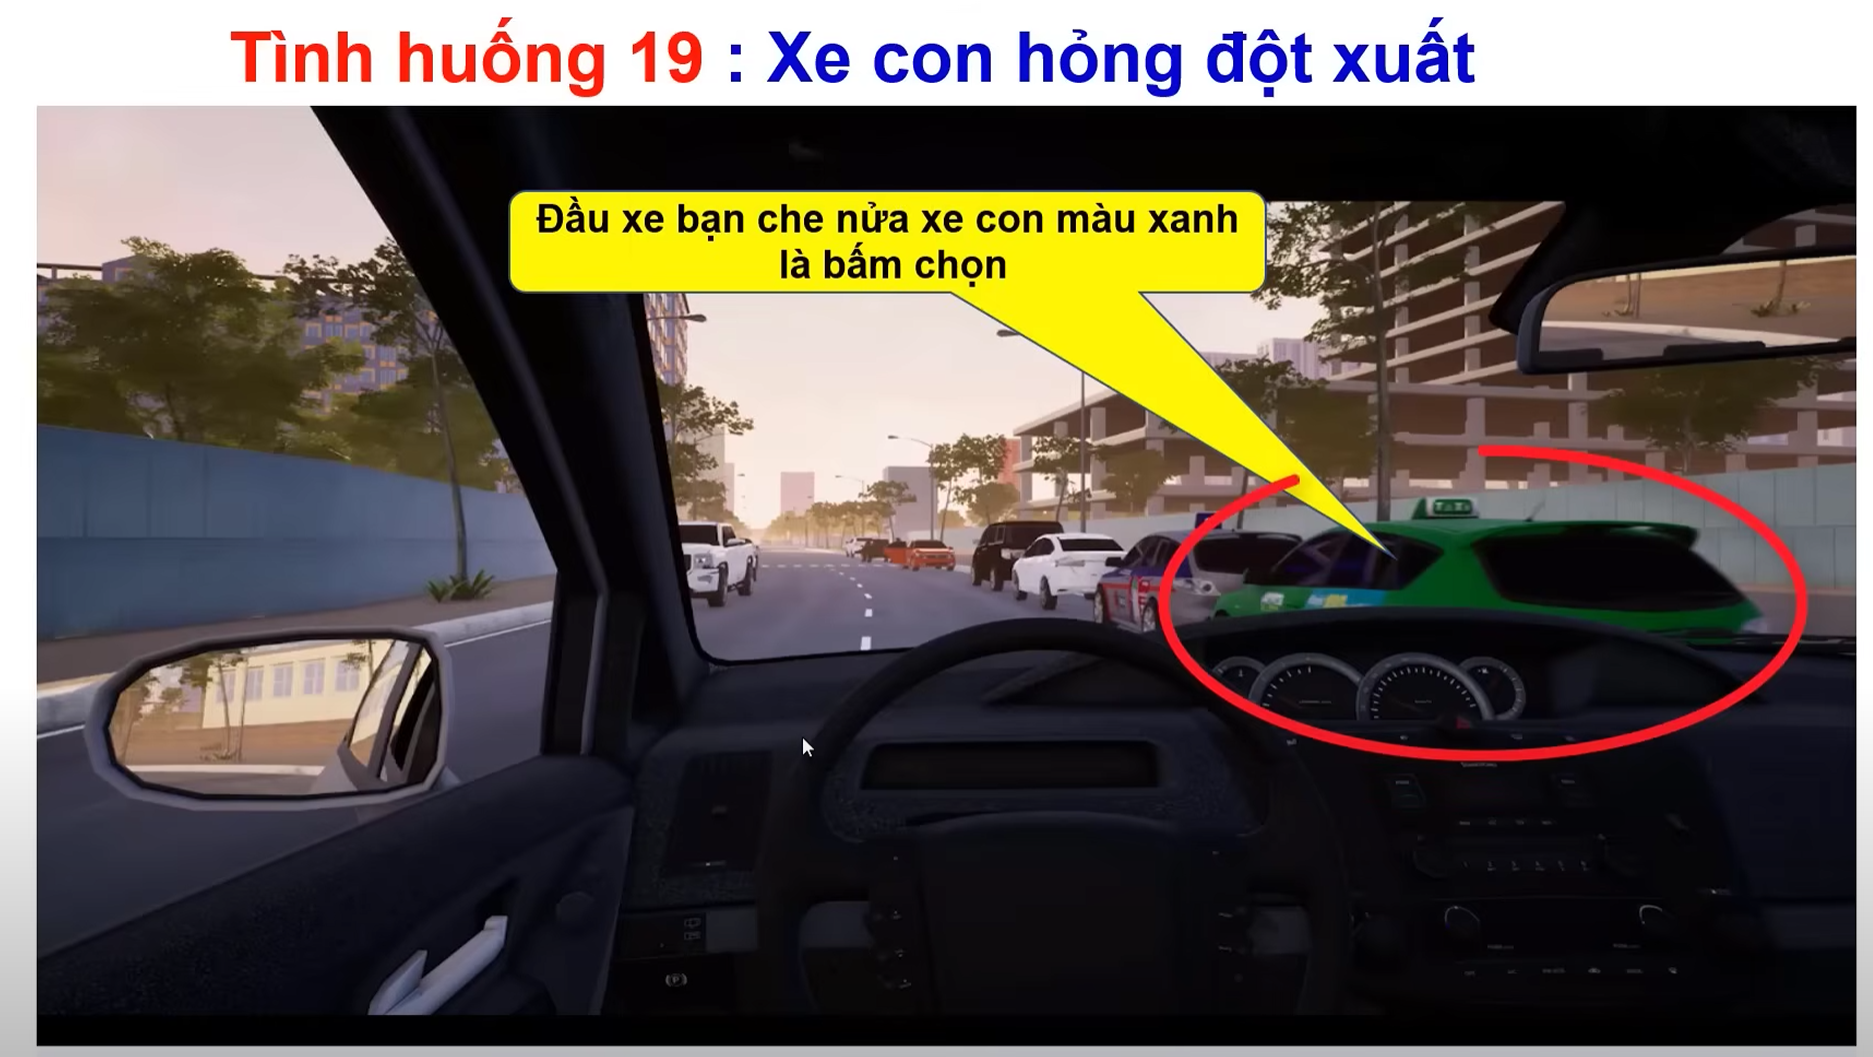 Tình huống 19 : Xe con hỏng đột xuất
Đầu xe bạn che nửa xe con màu xanh
là bấm chọn
TAXI